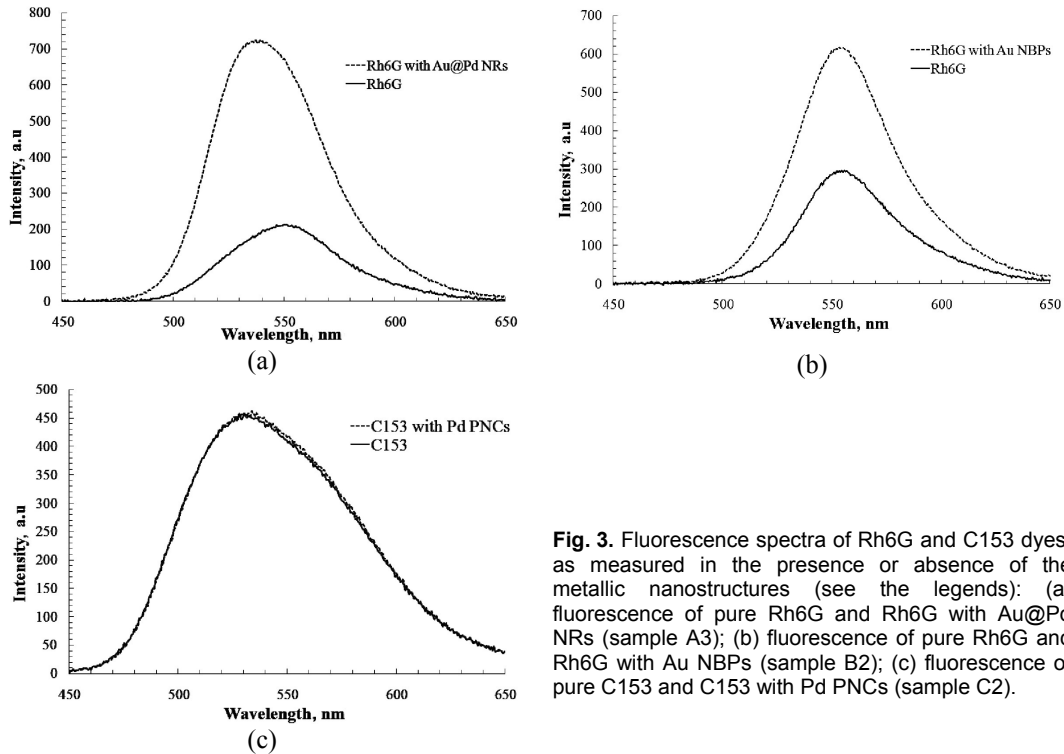 800
700
600
500
400
300
200
100
0
Intensity, a.u
Rh6G with Au@Pd NRs
Rh6G
450 500 550 600 650
Wavelength, nm
(a)
700
600
500
400
300
200
100
0
Intensity, a.u
Rh6G with Au NBPs
Rh6G
450 500 550 600 650
Wavelength, nm
(b)
500
450
400
350
300
250
200
150
100
50
0
Intensity, a.u
C153 with Pd PNCs
C153
450 500 550 600 650
Wavelength, nm
(c)
Fig. 3. Fluorescence spectra of Rh6G and C153 dyes
as measured in the presence or absence of the
metallic nanostructures (see the legends): (a
fluorescence of pure Rh6G and Rh6G with Au@Pd
NRs (sample A3); (b) fluorescence of pure Rh6G and
Rh6G with Au NBPs (sample B2); (c) fluorescence o
pure C153 and C153 with Pd PNCs (sample C2).